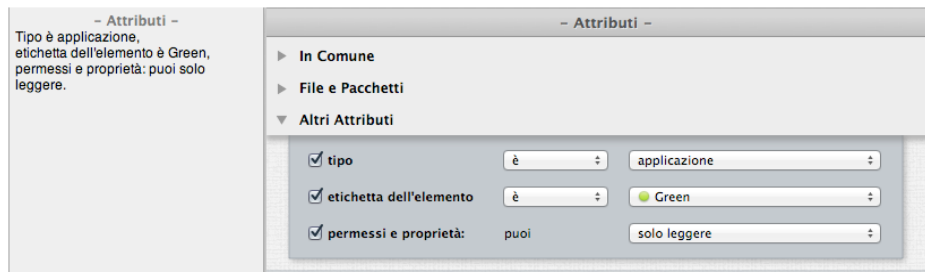 – Attributi –
Tipo è applicazione,
etichetta dell'elemento è Green,
permessi e proprietà: puoi solo
leggere.
– Attributi –
In Comune
File e Pacchetti
Altri Attributi
tipo è applicazione
etichetta dell'elemento è Green
permessi e proprietà: puoi solo leggere